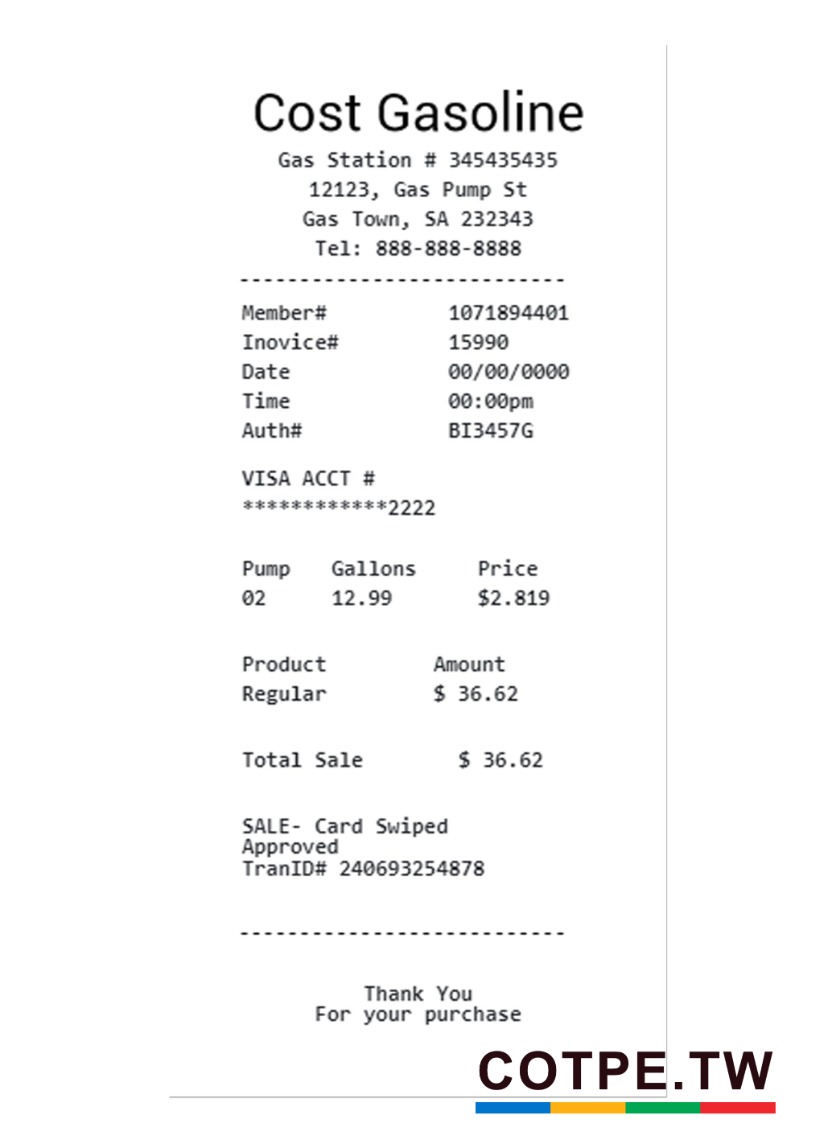 Cost Gasoline
Gas Station # 345435435
12123, Gas Pump St
Gas Town, SA 232343
Tel: 888-888-8888
---------------------------
Member# 1071894401
Inovice# 15990
Date 00/00/0000
Time 00:00pm
Auth# BI3457G
VISA ACCT #
************2222
Pump Gallons Price
02 12.99 $2.819
Product Amount
Regular $ 36.62
Total Sale $ 36.62
SALE- Card Swiped
Approved
TranID# 240693254878
---------------------------
Thank You
For your purchase
COTPE.TW